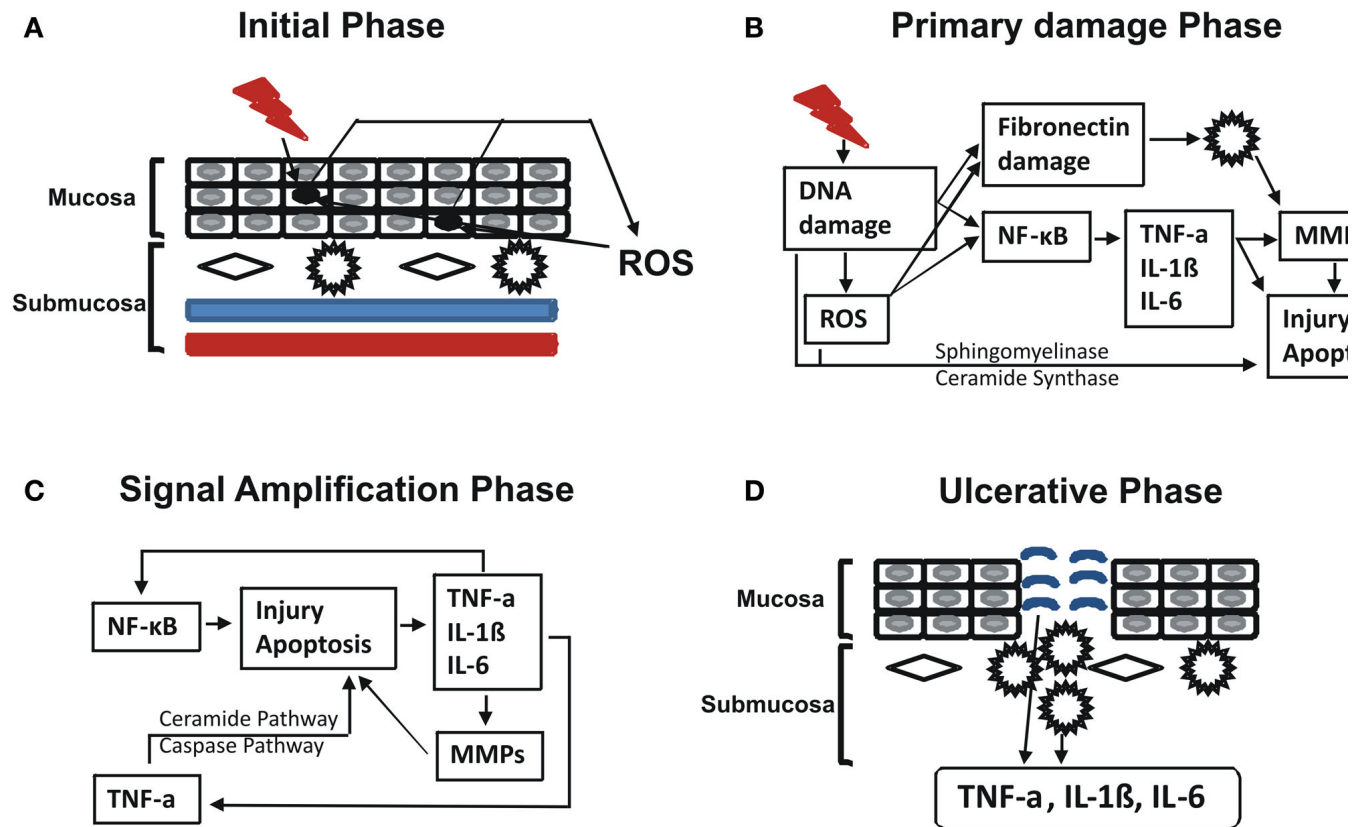 A
Initial Phase
Mucosa
Submucosa
ROS
B
Primary damage Phase
DNA
damage
ROS
Fibronectin
damage
NF-κB
TNF-a
IL-1ß
IL-6
Sphingomyelinase
Ceramide Synthase
Injury
C
Signal Amplification Phase
NF-κB
Injury
Apoptosis
TNF-a
IL-1ß
IL-6
Ceramide Pathway
Caspase Pathway
MMPs
TNF-a
D
Ulcerative Phase
Mucosa
Submucosa
TNF-a, IL-1ß, IL-6